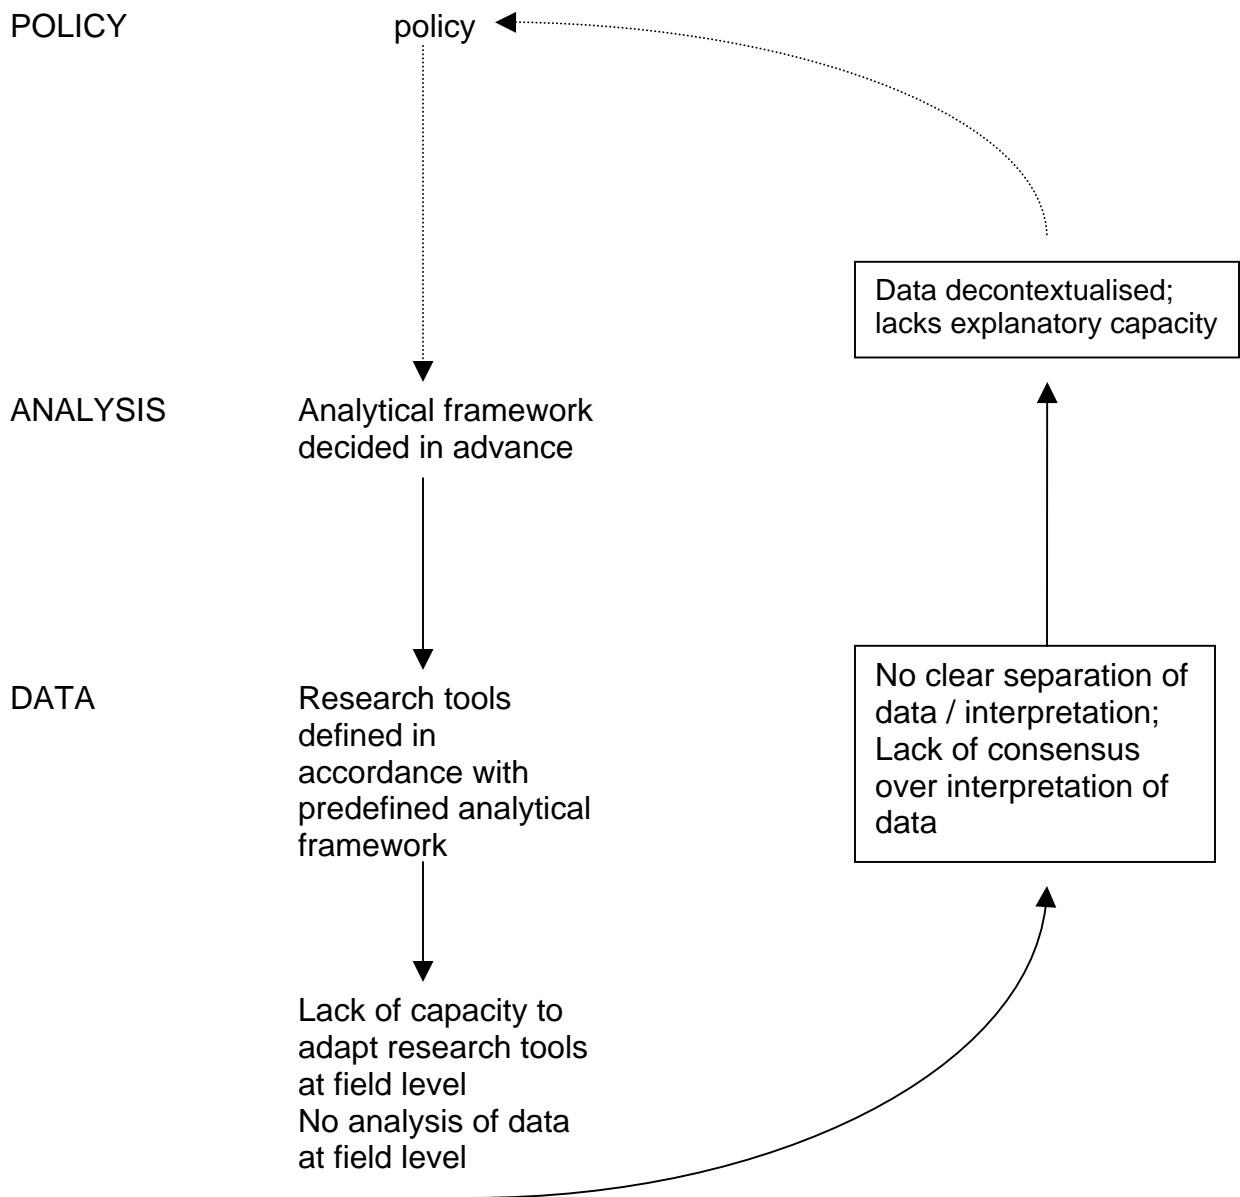 POLICY
policy
Data decontextualised;
lacks explanatory capacity
ANALYSIS
Analytical framework
decided in advance
DATA
Research tools
defined in
accordance with
predefined analytical
framework
No clear separation of
data / interpretation;
Lack of consensus
over interpretation of
data
Lack of capacity to
adapt research tools
at field level
No analysis of data
at field level